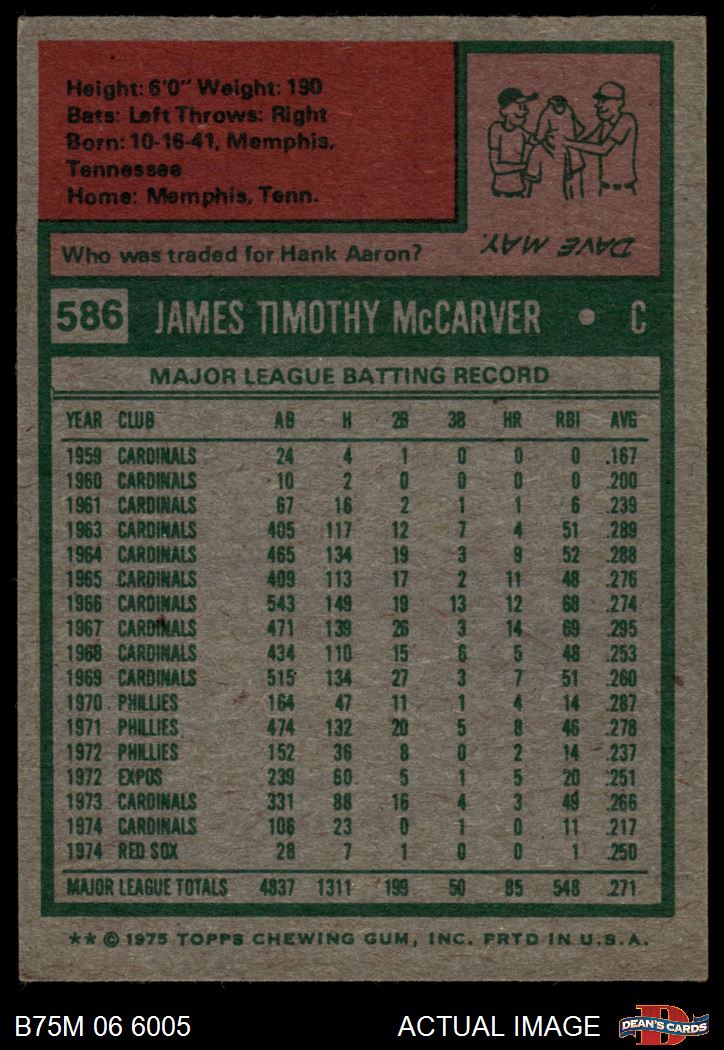 Height: 6'0" Weight: 190
Bats: Left Throws: Right
Born: 10-16-41, Memphis,
Tennessee
Home: Memphis, Tenn.
DAVE MAY.
Who was traded for Hank Aaron?
586 JAMES TIMOTHY McCARVER • C
MAJOR LEAGUE BATTING RECORD
YEAR CLUB AB H 2B 3B HR RBI AVG
1959 CARDINALS 24 4 1 0 0 0 .167
1960 CARDINALS 10 2 0 0 0 0 .200
1961 CARDINALS 67 16 2 1 1 6 .239
1963 CARDINALS 405 117 12 7 4 51 .289
1964 CARDINALS 465 134 19 3 9 52 .288
1965 CARDINALS 409 113 17 2 11 48 .276
1966 CARDINALS 543 149 19 13 12 68 .274
1967 CARDINALS 471 139 26 3 14 69 .295
1968 CARDINALS 434 110 15 6 5 48 .253
1969 CARDINALS 515 134 27 3 7 51 .260
1970 PHILLIES 164 47 11 1 4 14 .287
1971 PHILLIES 474 132 20 5 8 46 .278
1972 PHILLIES 152 36 8 0 2 14 .237
1972 EXPOS 239 60 5 1 5 20 .251
1973 CARDINALS 331 88 16 4 3 49 .266
1974 CARDINALS 106 23 0 1 0 11 .217
1974 RED SOX 28 7 1 0 0 1 .250
MAJOR LEAGUE TOTALS 4837 1311 199 50 85 548 .271
** © 1975 TOPPS CHEWING GUM, INC. PRTD IN U.S.A.
B75M 06 6005 ACTUAL IMAGE
D
DEAN'S CARDS